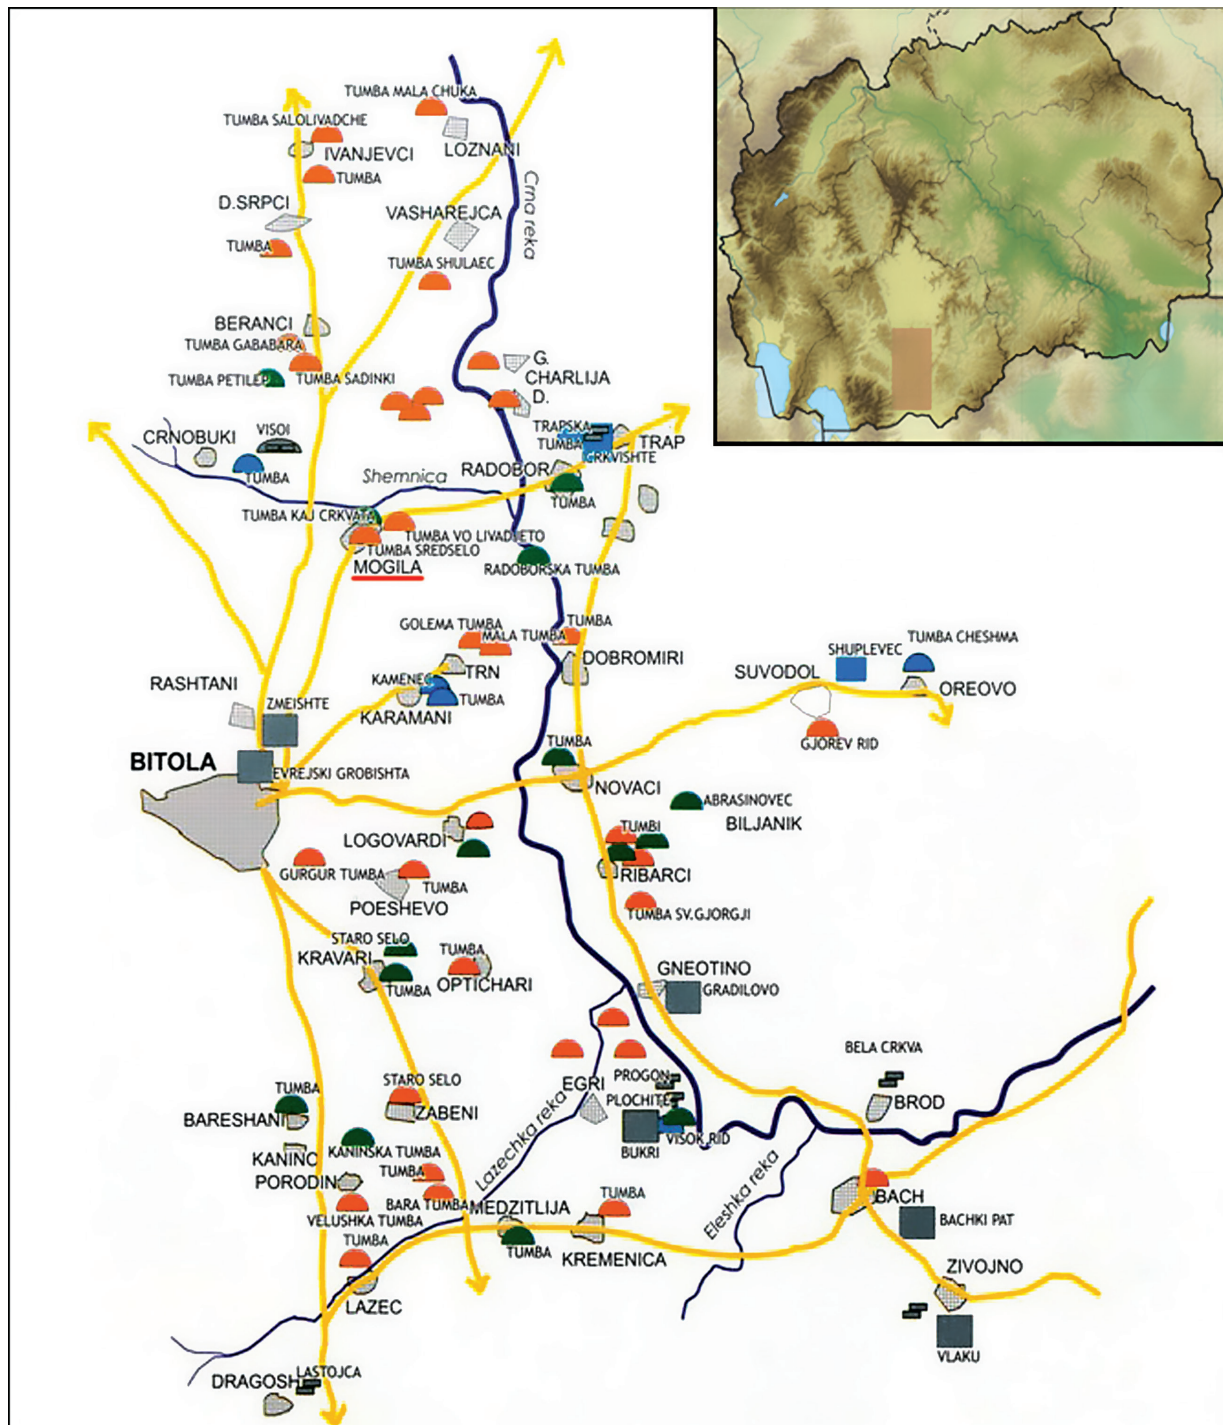 TUMBA MALA CHUKA
TUMBA SALOLIVADCHE
LOZNANI
IVANJEVCI
TUMBA
Crna reka
D.SRPCI
VASHAREJCA
TUMBA
TUMBA SHULAEC
BERANCI
TUMBA GABABARA
G.
CHARLIJA
D.
TUMBA PETILEP
TUMBA SADINKI
TRAPSKA
TUMBA
TRAP
CRKVISHTE
CRNOBUKI
VISOI
TUMBA
Shemnica
RADOBOR
TUMBA
TUMBA KAJ CRKVATA
TUMBA VO LIVADJETO
TUMBA SREDSELO
MOGILA
RADOBORSKA TUMBA
GOLEMA TUMBA
MALA TUMBA
TUMBA
DOBROMIRI
TRN
KAMENEC
TUMBA
KARAMANI
SHUPLEVEC
TUMBA CHESHMA
SUVODOL
OREOVO
GJOREV RID
RASHTANI
ZMEISHTE
BITOLA
EVREJSKI GROBISHTA
TUMBA
NOVACI
ABRASINOVEC
BILJANIK
TUMBI
LOGOVARDI
RIBARCI
GURGUR TUMBA
TUMBA
POESHEVO
TUMBA SV.GJORGJI
STARO SELO
KRAVARI
TUMBA
TUMBA
OPTICHARI
GNEOTINO
GRADILOVO
BELA CRKVA
BROD
PROGON
EGRI
PLOCHITE
BUKRI
VISOK RID
STARO SELO
ZABENI
TUMBA
BARESHANI
KANINO
KANINSKA TUMBA
PORODIN
TUMBA
BARA TUMBA
VELUSHKA TUMBA
Lazechka reka
Eleshka reka
MEDZITLIJA
TUMBA
TUMBA
KREMENICA
BACH
BACHKI PAT
TUMBA
LAZEC
ZIVOJNO
VLAKU
LASTOJCA
DRAGOSH